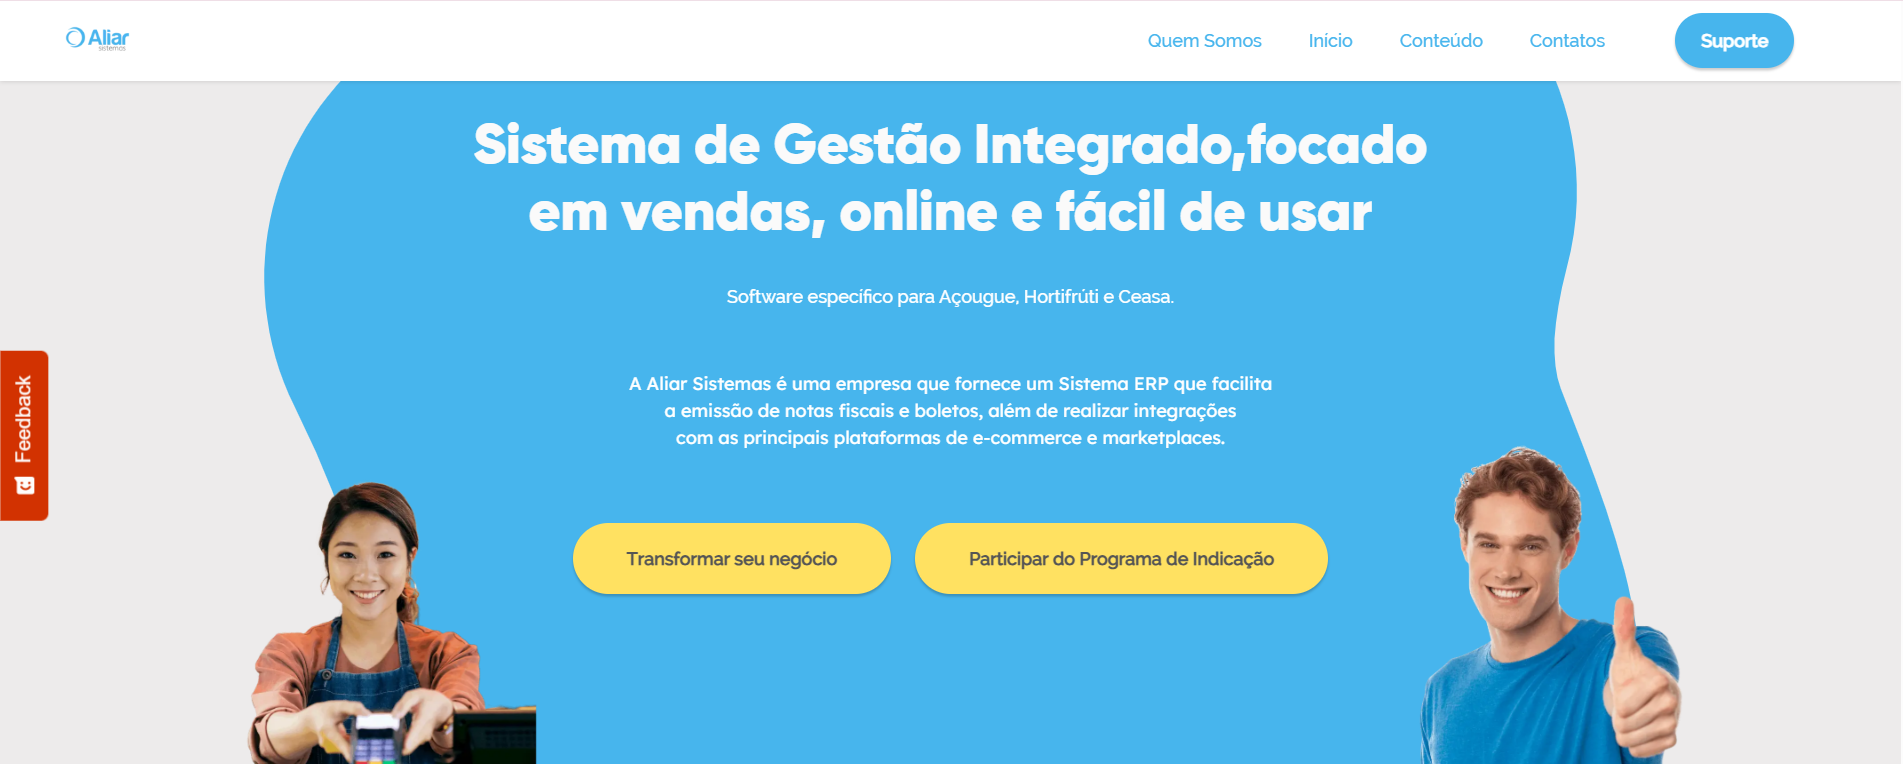 Aliar
sistemas
Quem Somos
Início
Conteúdo
Contatos
Suporte
Sistema de Gestão Integrado,focado
em vendas, online e fácil de usar
Software específico para Açougue, Hortifrúti e Ceasa.
A Aliar Sistemas é uma empresa que fornece um Sistema ERP que facilita
a emissão de notas fiscais e boletos, além de realizar integrações
com as principais plataformas de e-commerce e marketplaces.
Feedback
Transformar seu negócio
Participar do Programa de Indicação